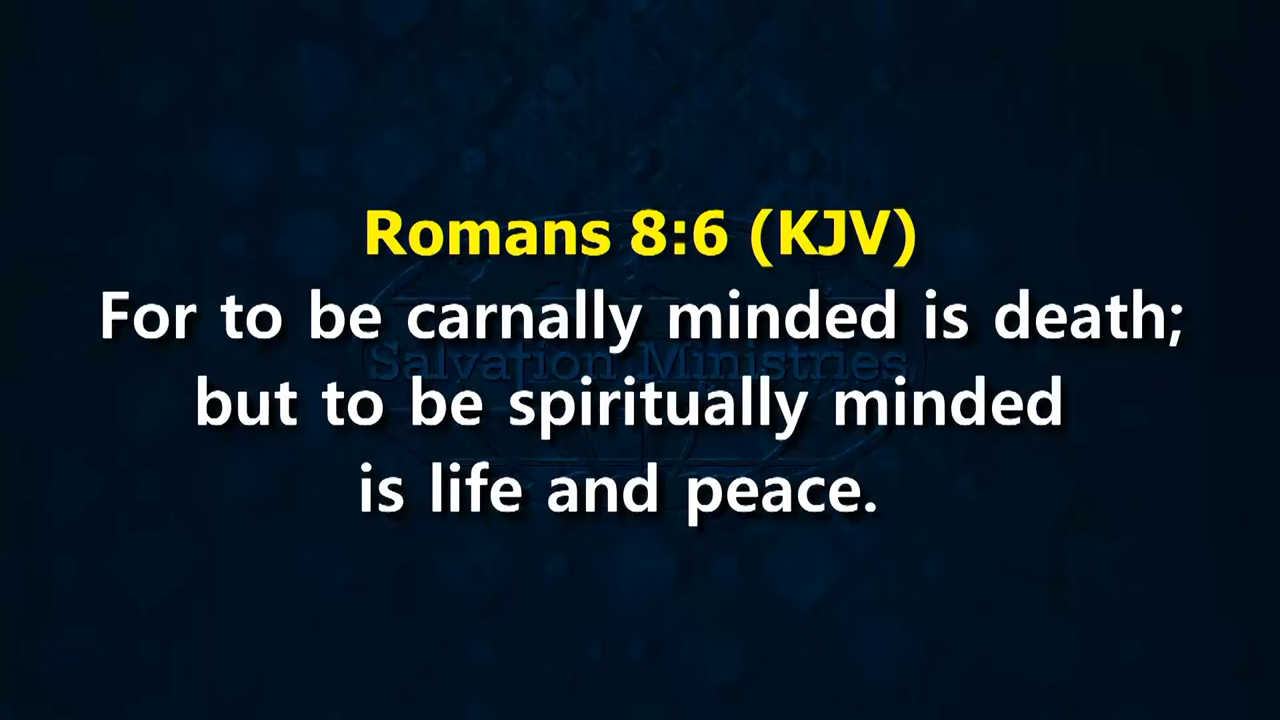 Romans 8:6 (KJV)
For to be carnally minded is death;
Salvation Ministries
but to be spiritually minded
is life and peace.